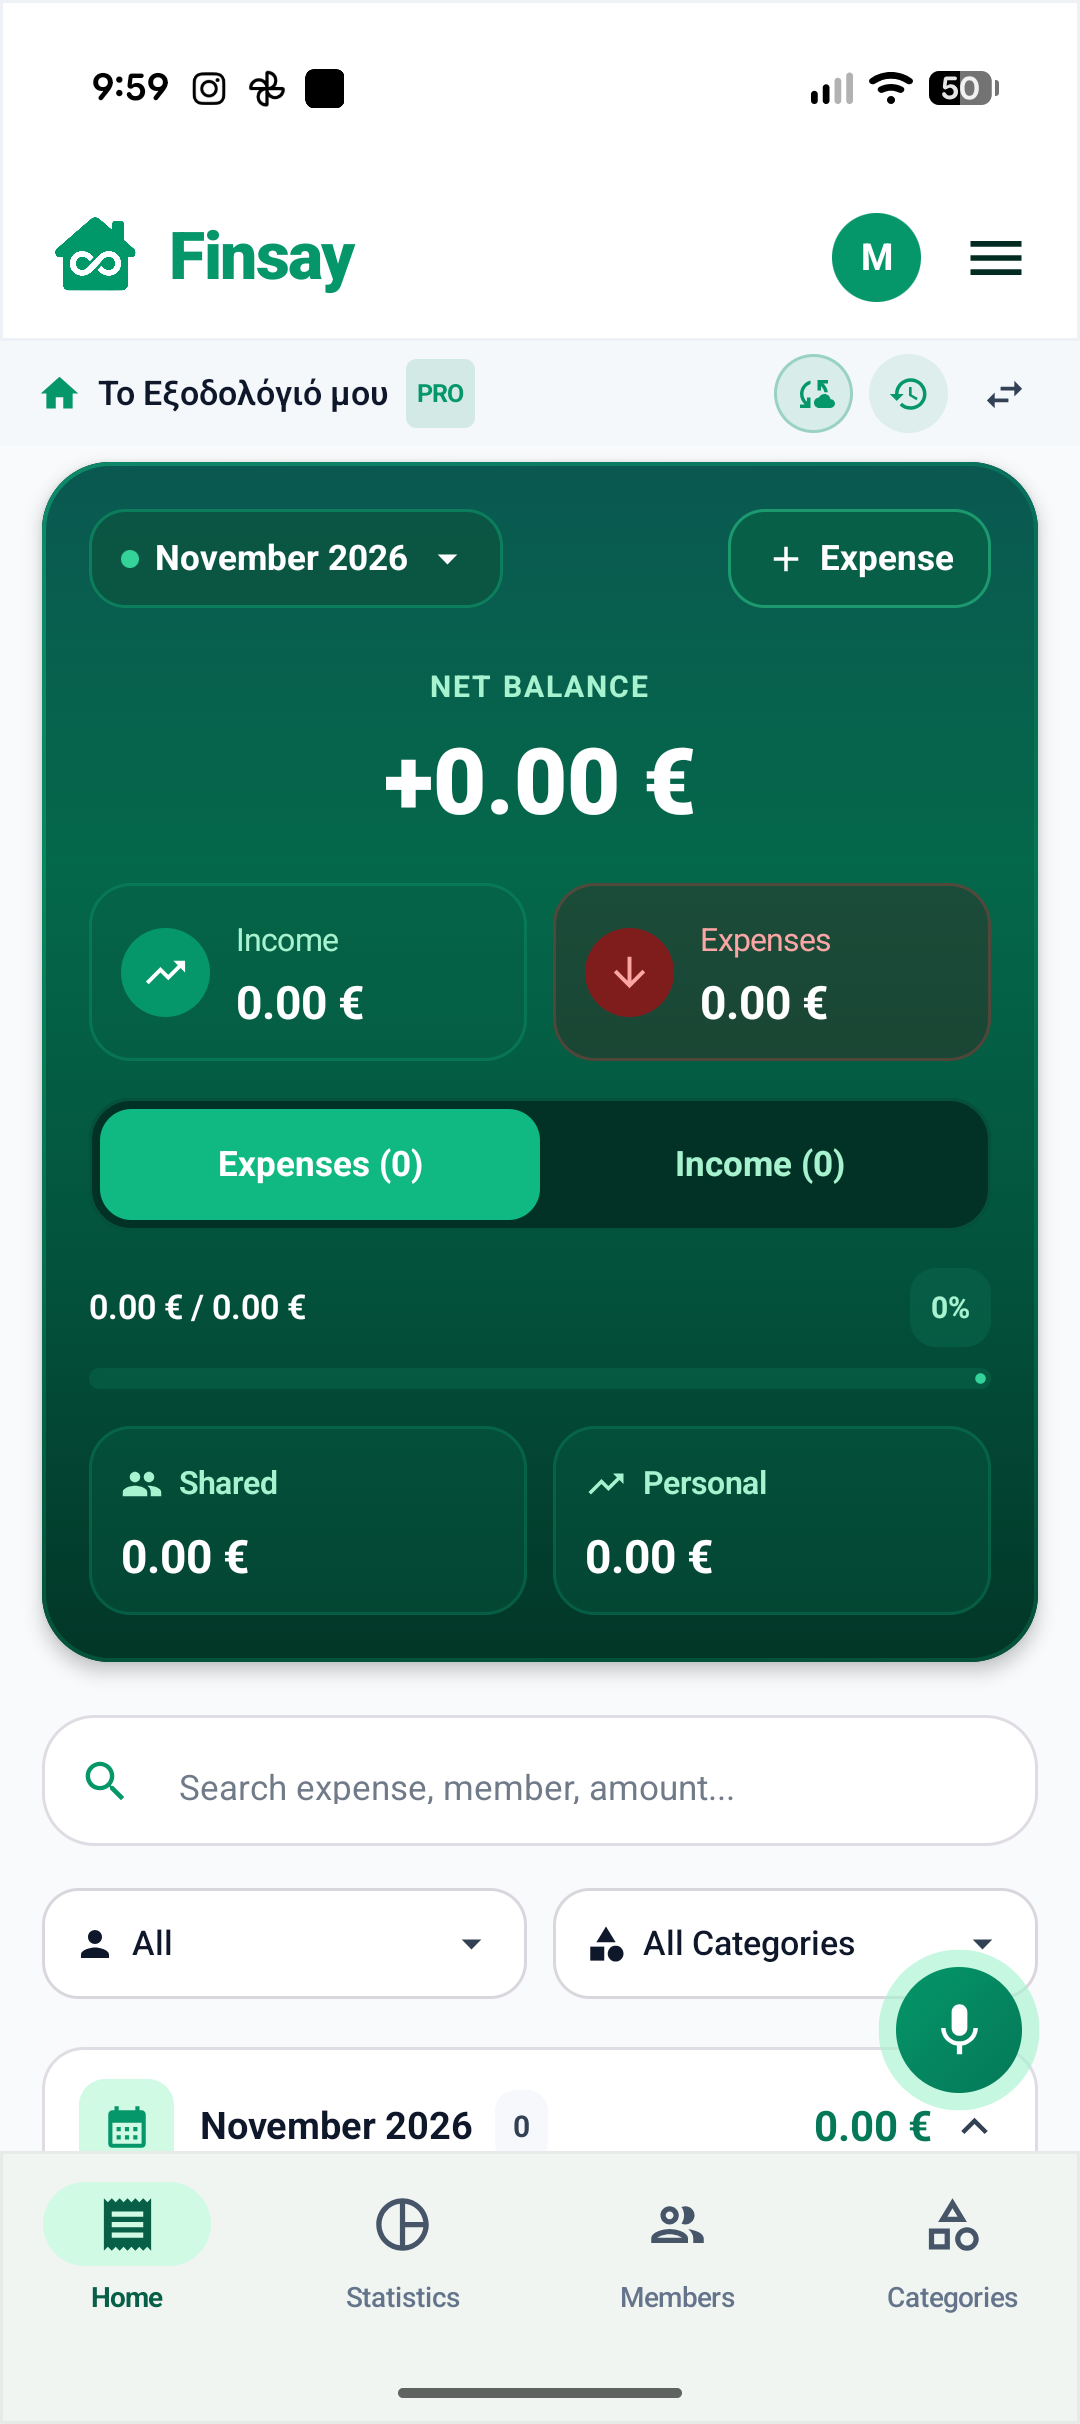 9:59
50
Finsay
M
Το Εξοδολόγιό μου
PRO
November 2026
+ Expense
NET BALANCE
+0.00 €
Income
0.00 €
Expenses
0.00 €
Expenses (0)
Income (0)
0.00 € / 0.00 €
0%
Shared
0.00 €
Personal
0.00 €
Search expense, member, amount...
All
All Categories
November 2026
0
0.00 €
Home
Statistics
Members
Categories